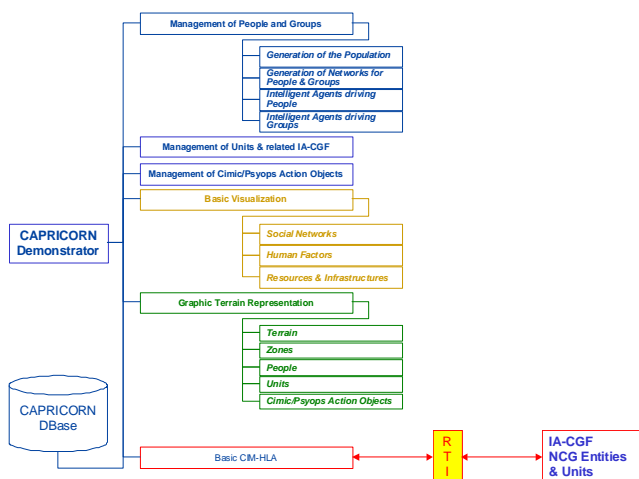 Management of People and Groups
Generation of the Population
Generation of Networks for
People & Groups
Intelligent Agents driving
People
Intelligent Agents driving
Groups
Management of Units & related IA-CGF
Management of Cimic/Psyops Action Objects
Basic Visualization
CAPRICORN
Demonstrator
Social Networks
Human Factors
Resources & Infrastructures
Graphic Terrain Representation
Terrain
Zones
People
Units
Cimic/Psyops Action Objects
CAPRICORN
DBase
Basic CIM-HLA
R
T
I
IA-CGF
NCG Entities
& Units